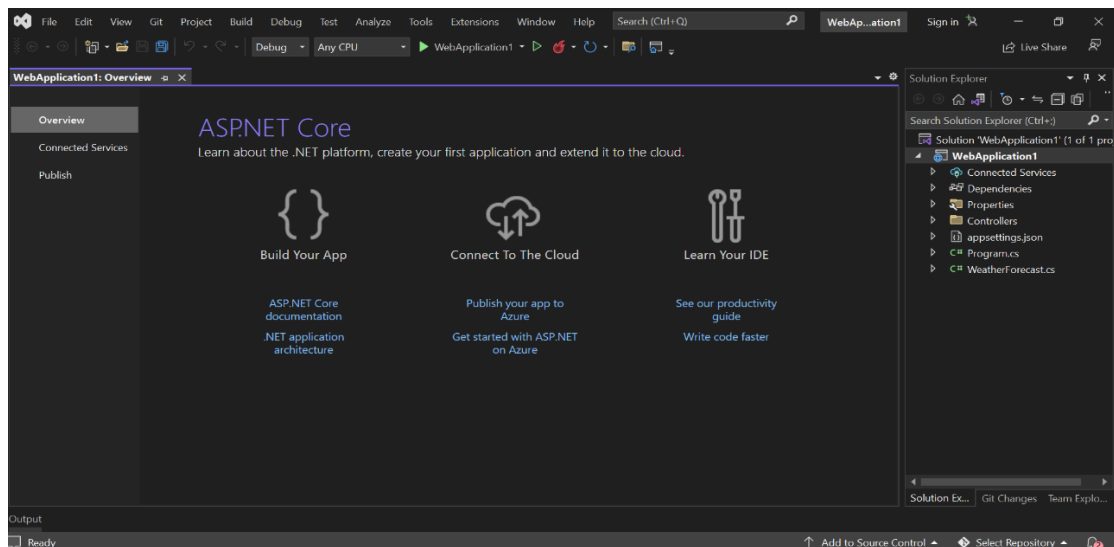 File Edit View Git Project Build Debug Test Analyze Tools Extensions Window Help Search (Ctrl+Q) WebAp...ation1 Sign in
Debug Any CPU WebApplication1 Live Share
WebApplication1: Overview
Overview
Connected Services
Publish
ASP.NET Core
Learn about the .NET platform, create your first application and extend it to the cloud.
Build Your App
ASP.NET Core
documentation
.NET application
architecture
Connect To The Cloud
Publish your app to
Azure
Get started with ASP.NET
on Azure
Learn Your IDE
See our productivity
guide
Write code faster
Solution Explorer
Search Solution Explorer (Ctrl+;)
Solution 'WebApplication1' (1 of 1 pro
WebApplication1
Connected Services
Dependencies
Properties
Controllers
appsettings.json
C# Program.cs
C# WeatherForecast.cs
Solution Ex... Git Changes Team Explo...
Output
Ready Add to Source Control Select Repository